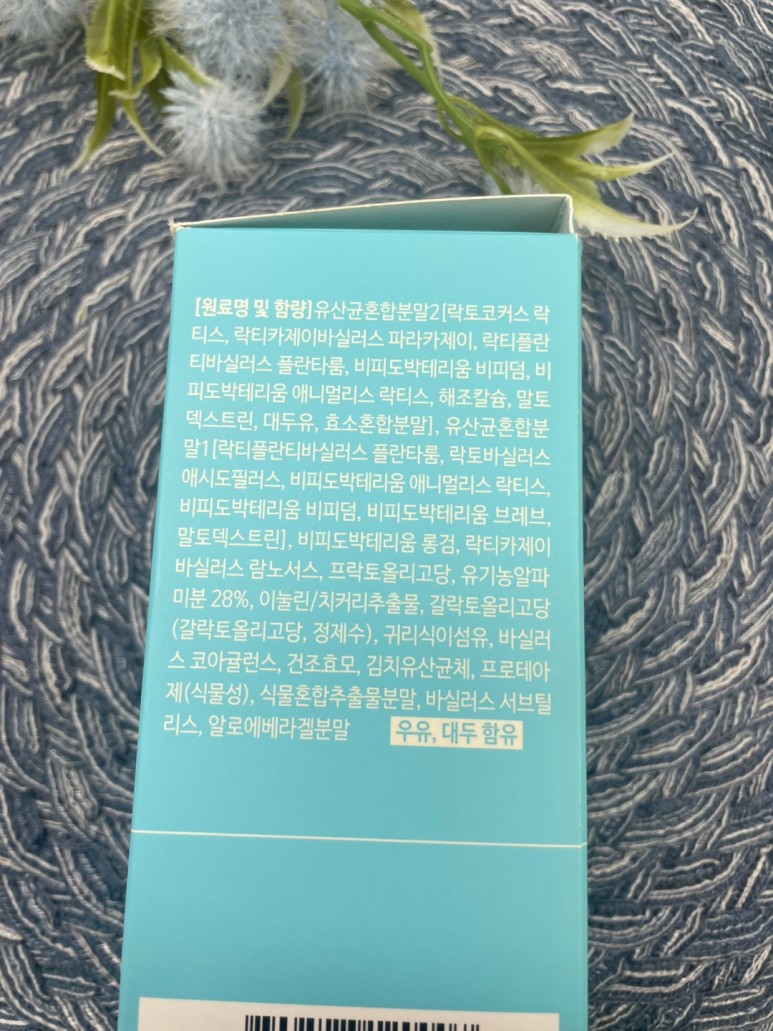 [원료명 및 함량]유산균혼합분말2[락토코커스 락
티스, 락티카제이바실러스 파라카제이, 락티플란
티바실러스 플란타룸, 비피도박테리움 비피덤, 비
피도박테리움 애니멀리스 락티스, 해조칼슘, 말토
덱스트린, 대두유, 효소혼합분말], 유산균혼합분
말1[락티플란티바실러스 플란타룸, 락토바실러스
애시도필러스, 비피도박테리움 애니멀리스 락티스,
비피도박테리움 비피덤, 비피도박테리움 브레브,
말토덱스트린], 비피도박테리움 롱검, 락티카제이
바실러스 람노서스, 프락토올리고당, 유기농알파
미분 28%, 이눌린/치커리추출물, 갈락토올리고당
(갈락토올리고당, 정제수), 귀리식이섬유, 바실러
스 코아귤런스, 건조효모, 김치유산균체, 프로테아
제(식물성), 식물혼합추출물분말, 바실러스 서브틸
리스, 알로에베라겔분말 우유, 대두 함유